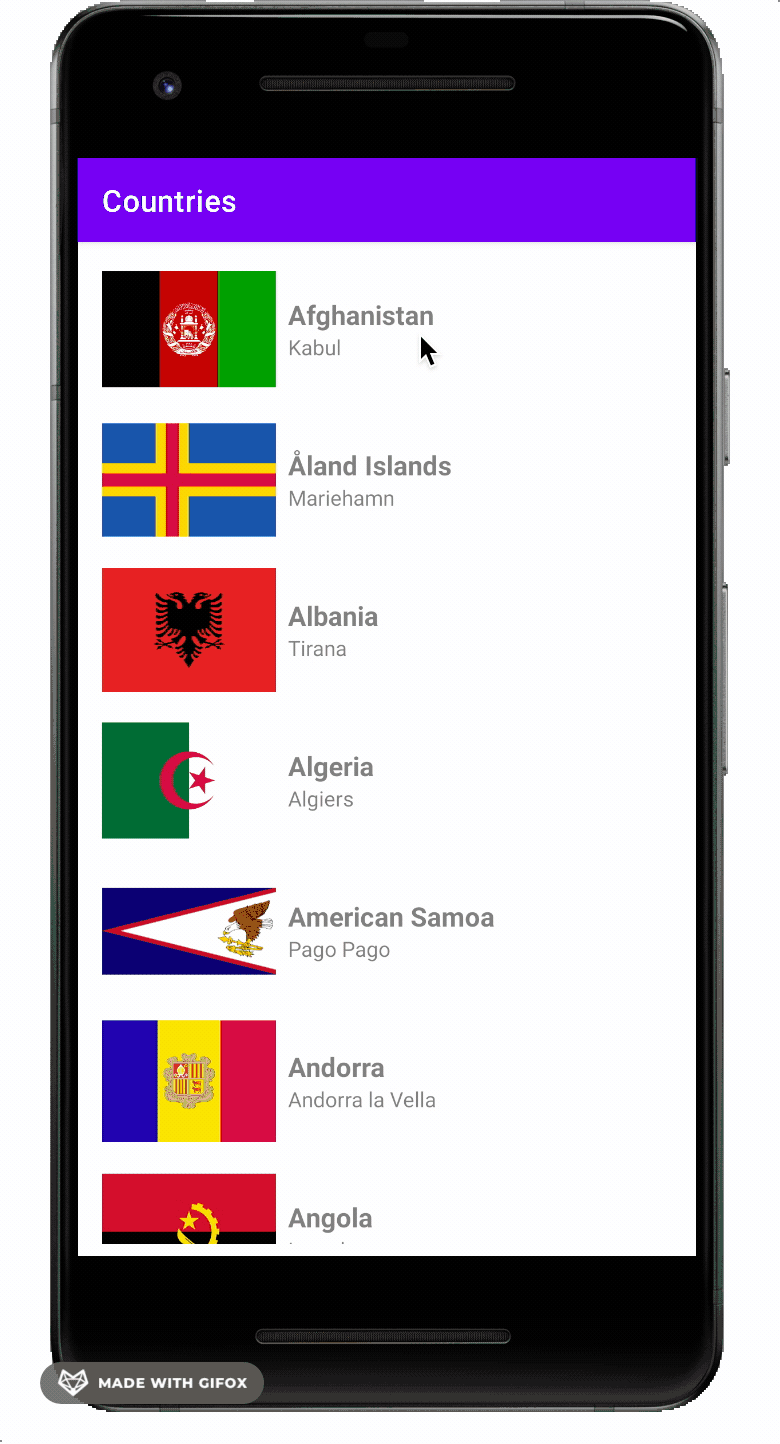 Countries
Afghanistan
Kabul
Åland Islands
Mariehamn
Albania
Tirana
Algeria
Algiers
American Samoa
Pago Pago
Andorra
Andorra la Vella
Angola
MADE WITH GIFOX